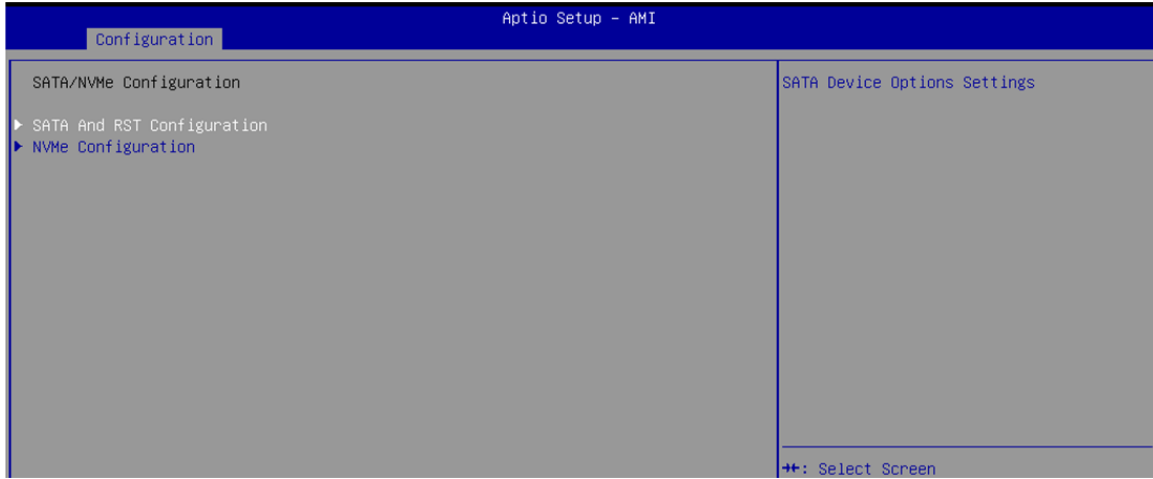 Aptio Setup – AMI
Configuration
SATA/NVMe Configuration
SATA Device Options Settings
▶ SATA And RST Configuration
▶ NVMe Configuration
→←: Select Screen